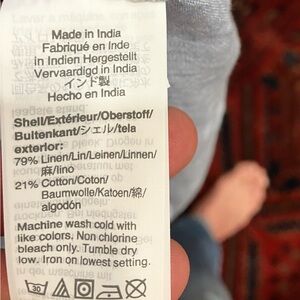 Made in India
Fabriqué en Inde
in Indien Hergestellt
Vervaardigd in India
インド製
Hecho en India
Shell/Extérieur/Oberstoff/
Buitenkant/シェル/tela
exterior:
79% Linen/Lin/Leinen/Linnen/
麻/lino
21% Cotton/Coton/
Baumwolle/Katoen/綿/
algodón
Machine wash cold with
like colors. Non chlorine
bleach only. Tumble dry
low. Iron on lowest setting.
30